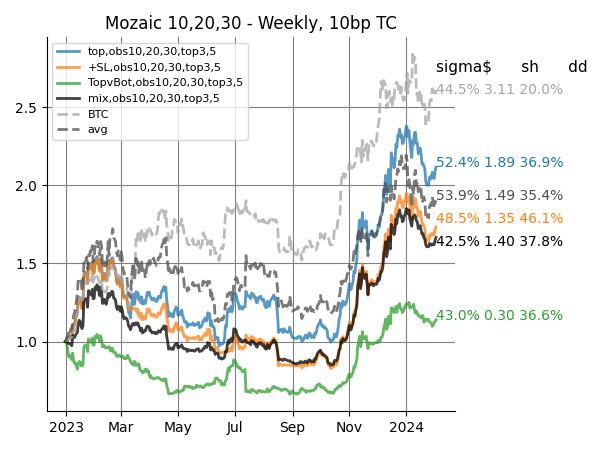 Mozaic 10,20,30 - Weekly, 10bp TC
top,obs10,20,30,top3,5
+SL,obs10,20,30,top3,5
TopvBot,obs10,20,30,top3,5
mix,obs10,20,30,top3,5
BTC
avg
sigma$ sh dd
44.5% 3.11 20.0%
52.4% 1.89 36.9%
53.9% 1.49 35.4%
48.5% 1.35 46.1%
42.5% 1.40 37.8%
43.0% 0.30 36.6%
2.5
2.0
1.5
1.0
2023 Mar May Jul Sep Nov 2024